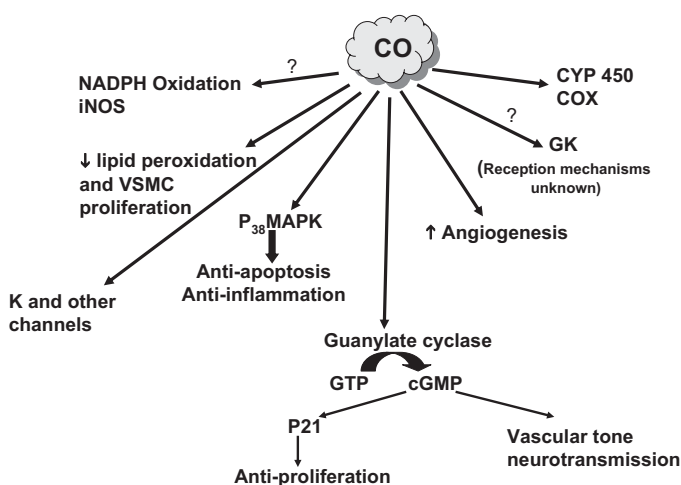 CO
?
NADPH Oxidation
iNOS
CYP 450
COX
?
GK
(Reception mechanisms
unknown)
↓ lipid peroxidation
and VSMC
proliferation
P38MAPK
↑ Angiogenesis
Anti-apoptosis
Anti-inflammation
K and other
channels
Guanylate cyclase
GTP
cGMP
P21
Vascular tone
neurotransmission
Anti-proliferation